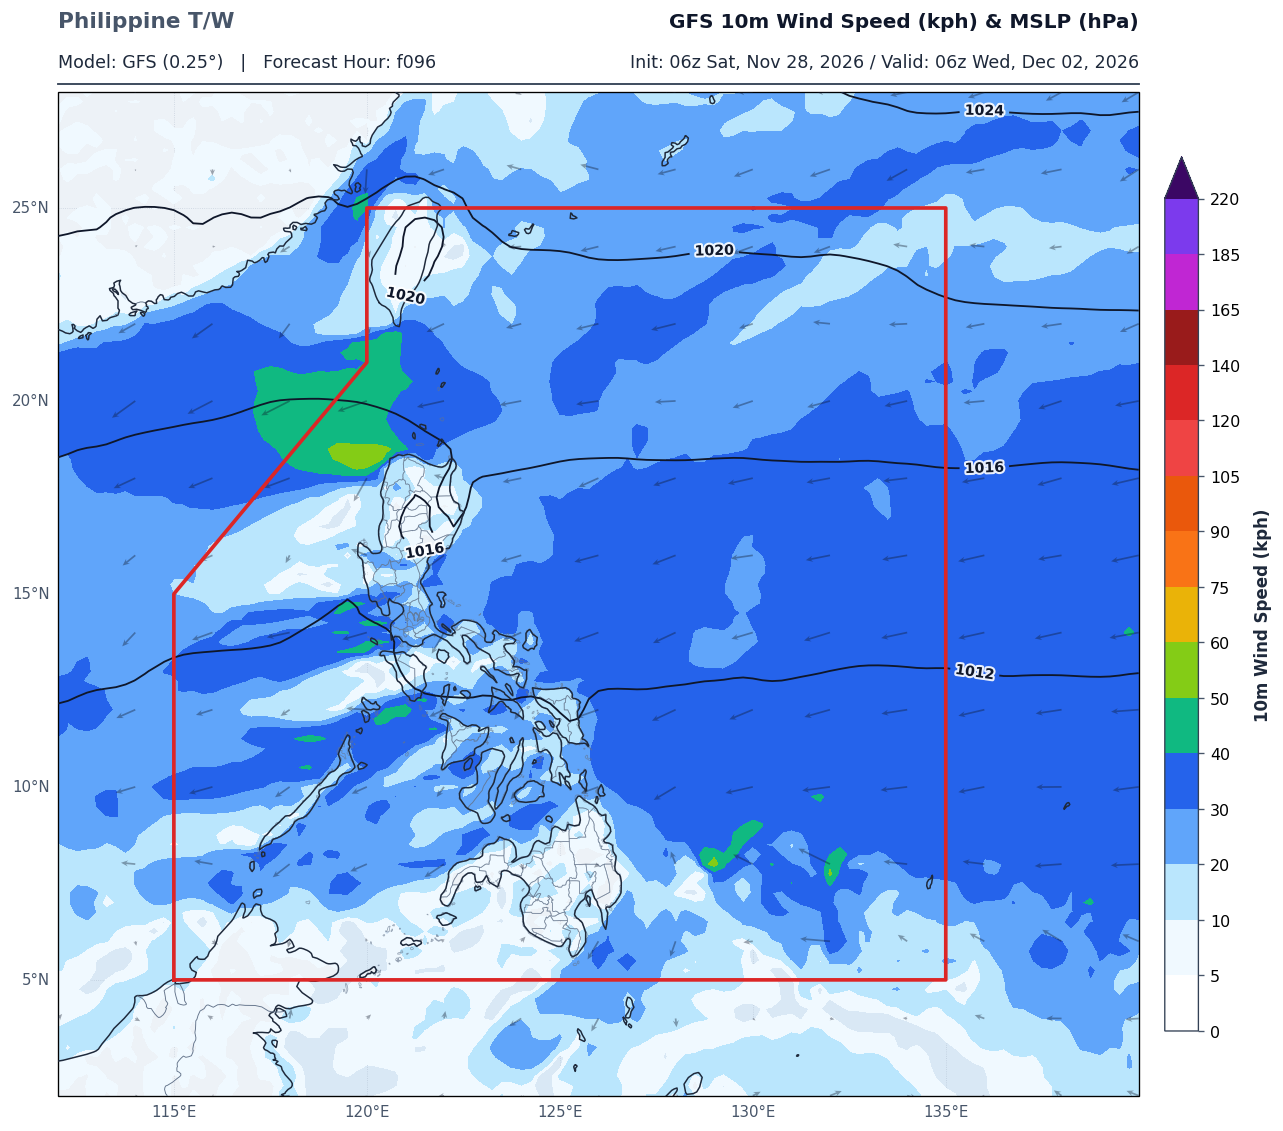 Philippine T/W
GFS 10m Wind Speed (kph) & MSLP (hPa)
Model: GFS (0.25°) | Forecast Hour: f096
Init: 06z Sat, Nov 28, 2026 / Valid: 06z Wed, Dec 02, 2026
1024
1020
1020
1016
1016
1012
25°N
20°N
15°N
10°N
5°N
115°E
120°E
125°E
130°E
135°E
220
185
165
140
120
105
90
75
60
50
40
30
20
10
5
0
10m Wind Speed (kph)